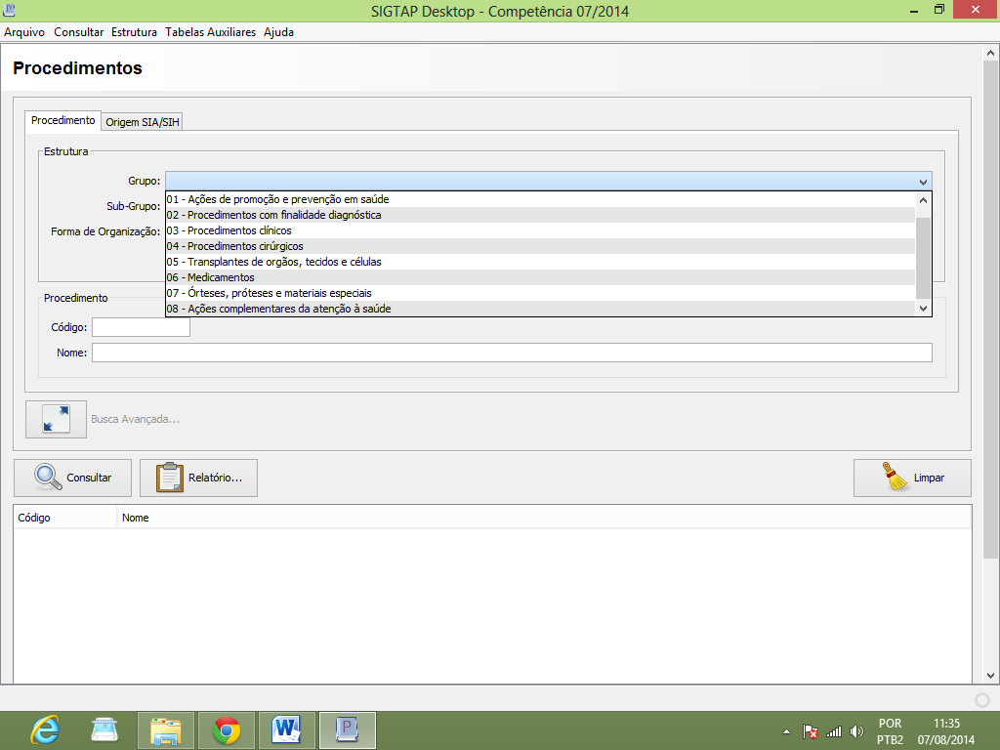 SIGTAP Desktop - Competência 07/2014
Arquivo Consultar Estrutura Tabelas Auxiliares Ajuda
Procedimentos
Procedimento Origem SIA/SIH
Estrutura
Grupo:
01 - Ações de promoção e prevenção em saúde
Sub-Grupo:
02 - Procedimentos com finalidade diagnóstica
Forma de Organização:
03 - Procedimentos clínicos
04 - Procedimentos cirúrgicos
05 - Transplantes de orgãos, tecidos e células
06 - Medicamentos
07 - Órteses, próteses e materiais especiais
08 - Ações complementares da atenção à saúde
Procedimento
Código:
Nome:
Busca Avançada...
Consultar Relatório... Limpar
Código Nome
POR 11:35
PTB2 07/08/2014